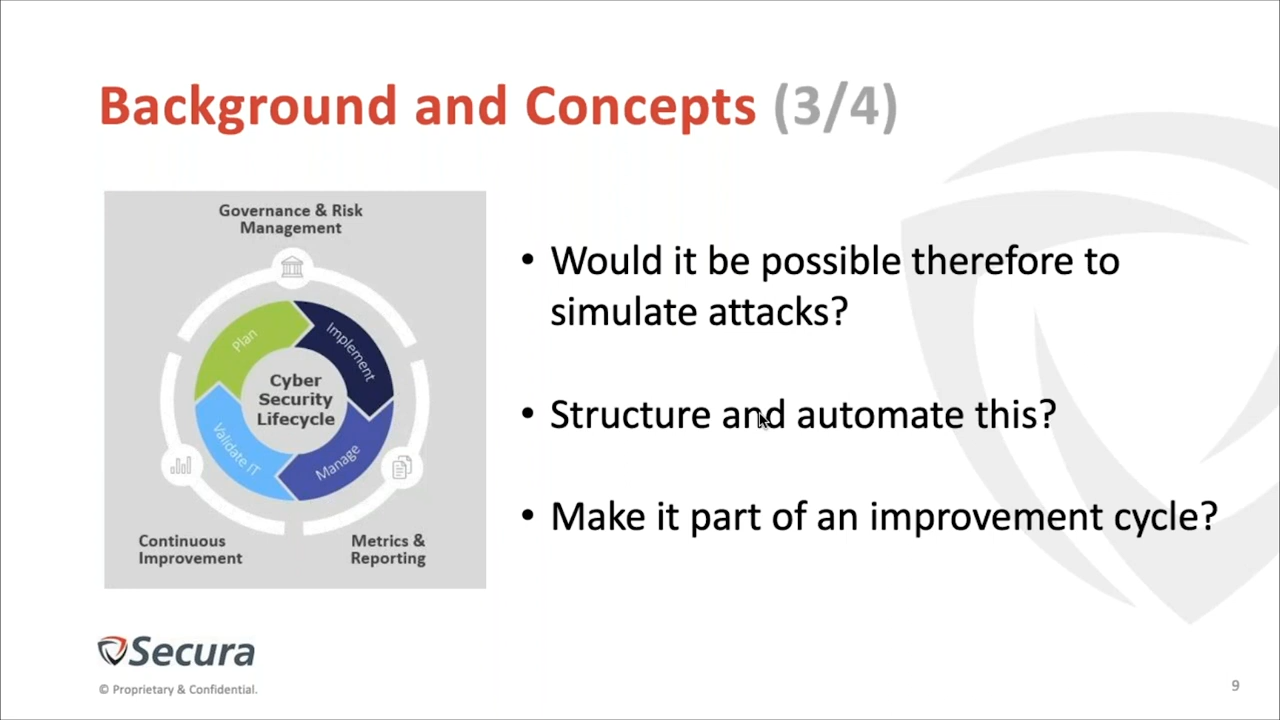 Background and Concepts (3/4)
Governance & Risk
Management
Plan
Implement
Cyber
Security
Lifecycle
Validate IT
Manage
Continuous
Improvement
Metrics &
Reporting
• Would it be possible therefore to
simulate attacks?
• Structure and automate this?
• Make it part of an improvement cycle?
Secura
© Proprietary & Confidential.
9